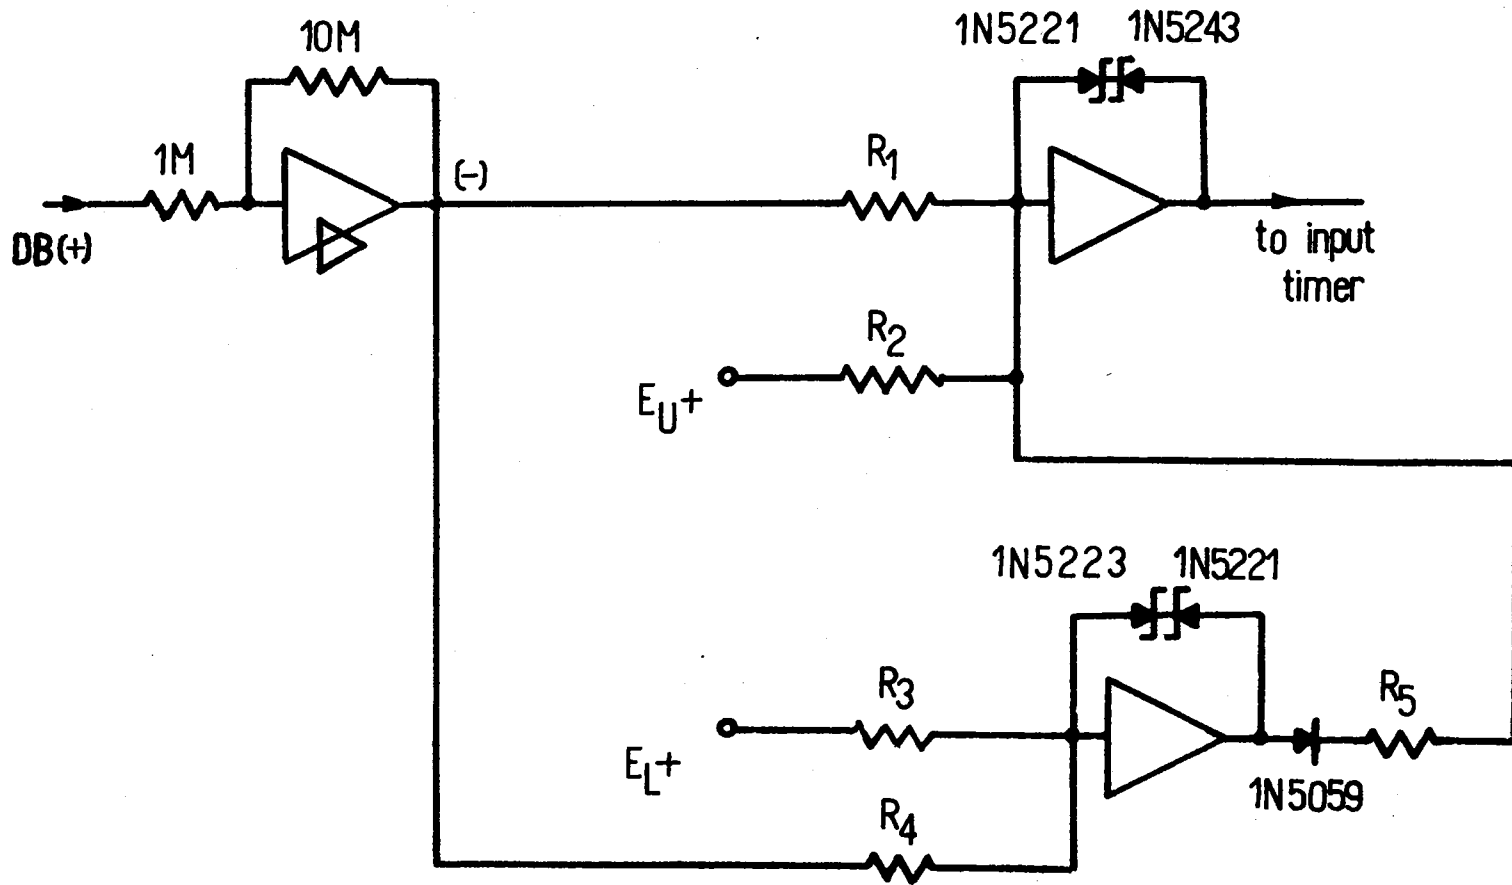 10M
1N5221 1N5243
1M
(-)
R1
DB(+)
to input
timer
R2
EU+
1N5223 1N5221
R3
R5
EL+
1N5059
R4